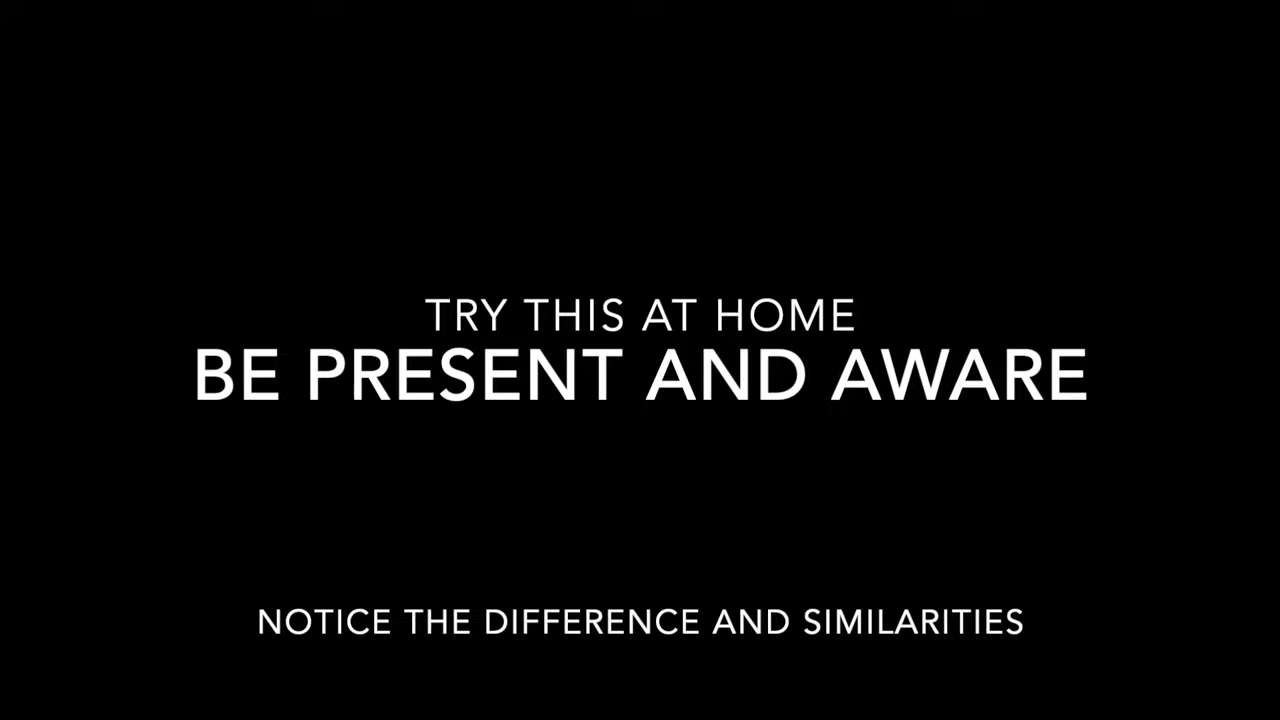 TRY THIS AT HOME
BE PRESENT AND AWARE
NOTICE THE DIFFERENCE AND SIMILARITIES